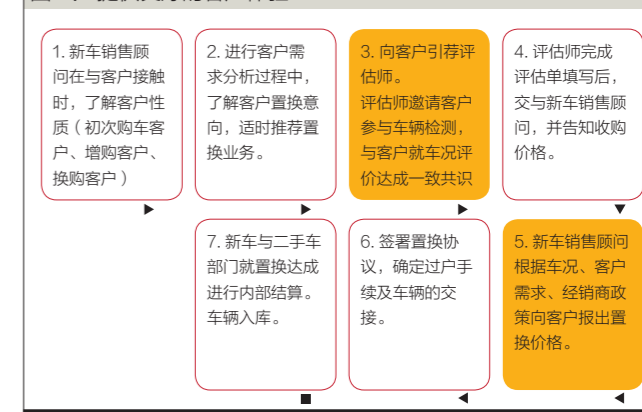 1. 新车销售顾
问在与客户接触
时，了解客户性
质（初次购车客
户、增购客户、
换购客户）
2. 进行客户需
求分析过程中，
了解客户置换意
向，适时推荐置
换业务。
3. 向客户引荐评
估师。
评估师邀请客户
参与车辆检测，
与客户就车况评
价达成一致共识
4. 评估师完成
评估单填写后，
交与新车销售顾
问，并告知收购
价格。
5. 新车销售顾问
根据车况、客户
需求、经销商政
策向客户报出置
换价格。
6. 签署置换协
议，确定过户手
续及车辆的交
接。
7. 新车与二手车
部门就置换达成
进行内部结算。
车辆入库。